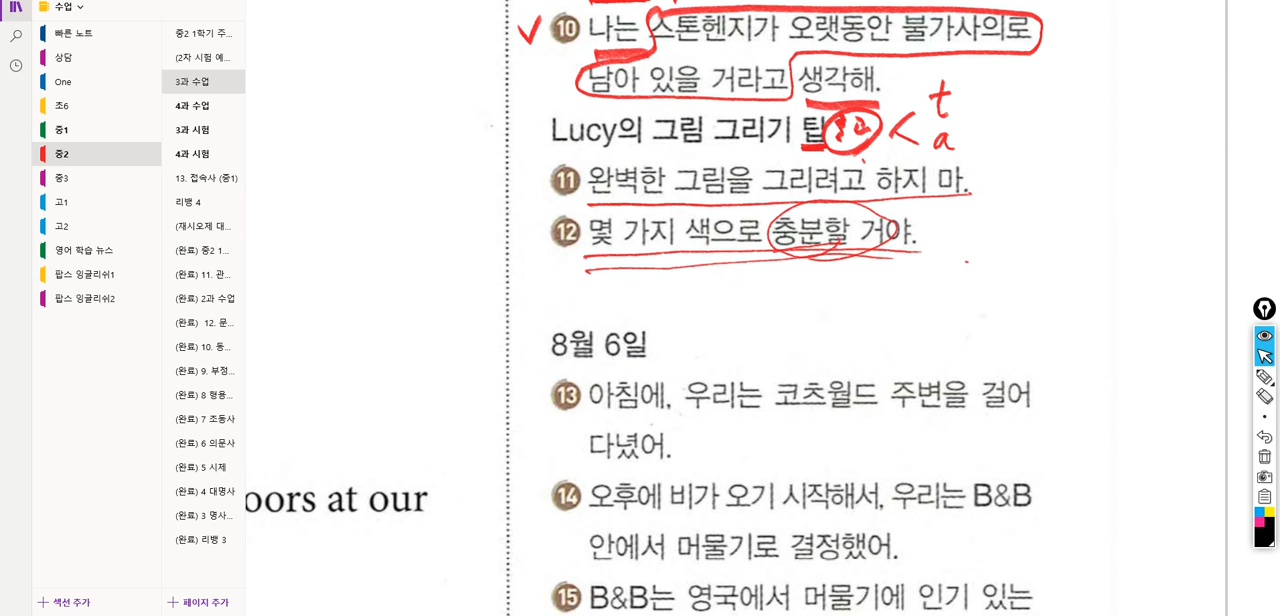 수업
빠른 노트
상담
One
초6
중1
중2
중3
고1
고2
영어 학습 뉴스
팝스 잉글리쉬1
팝스 잉글리쉬2
섹션 추가
중2 1학기 주...
(2차 시험 예...
3과 수업
4과 수업
3과 시험
4과 시험
13. 접속사 (중1)
리뱅 4
(재시오제 대...
(완료) 중2 1...
(완료) 11. 관...
(완료) 2과 수업
(완료) 12. 문...
(완료) 10. 동...
(완료) 9. 부정...
(완료) 8 형용...
(완료) 7 조동사
(완료) 6 의문사
(완료) 5 시제
(완료) 4 대명사
(완료) 3 명사...
(완료) 리뱅 3
페이지 추가
oors at our
10 나는 스톤헨지가 오랫동안 불가사의로
남아 있을 거라고 생각해.
t
Lucy의 그림 그리기 팁
a
11 완벽한 그림을 그리려고 하지 마.
12 몇 가지 색으로 충분할 거야.
8월 6일
13 아침에, 우리는 코츠월드 주변을 걸어
다녔어.
14 오후에 비가 오기 시작해서, 우리는 B&B
안에서 머물기로 결정했어.
15 B&B는 영국에서 머물기에 인기 있는